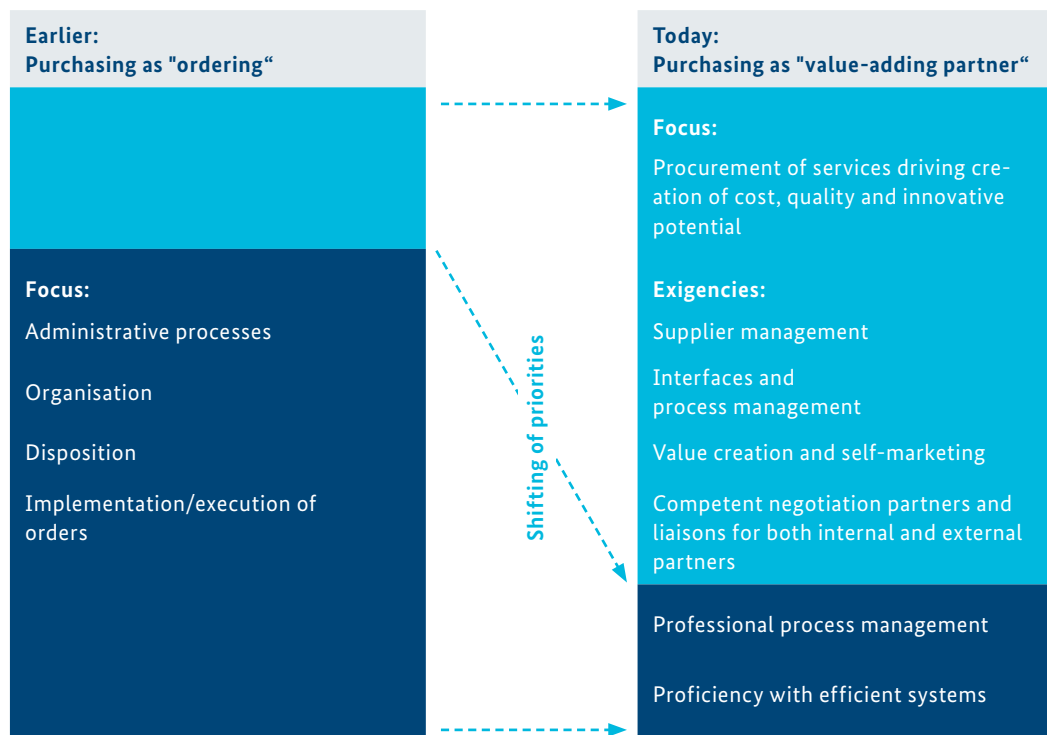 Earlier:
Purchasing as "ordering“
Focus:
Administrative processes
Organisation
Disposition
Implementation/execution of
orders
Shifting of priorities
Today:
Purchasing as "value-adding partner“
Focus:
Procurement of services driving cre-
ation of cost, quality and innovative
potential
Exigencies:
Supplier management
Interfaces and
process management
Value creation and self-marketing
Competent negotiation partners and
liaisons for both internal and external
partners
Professional process management
Proficiency with efficient systems